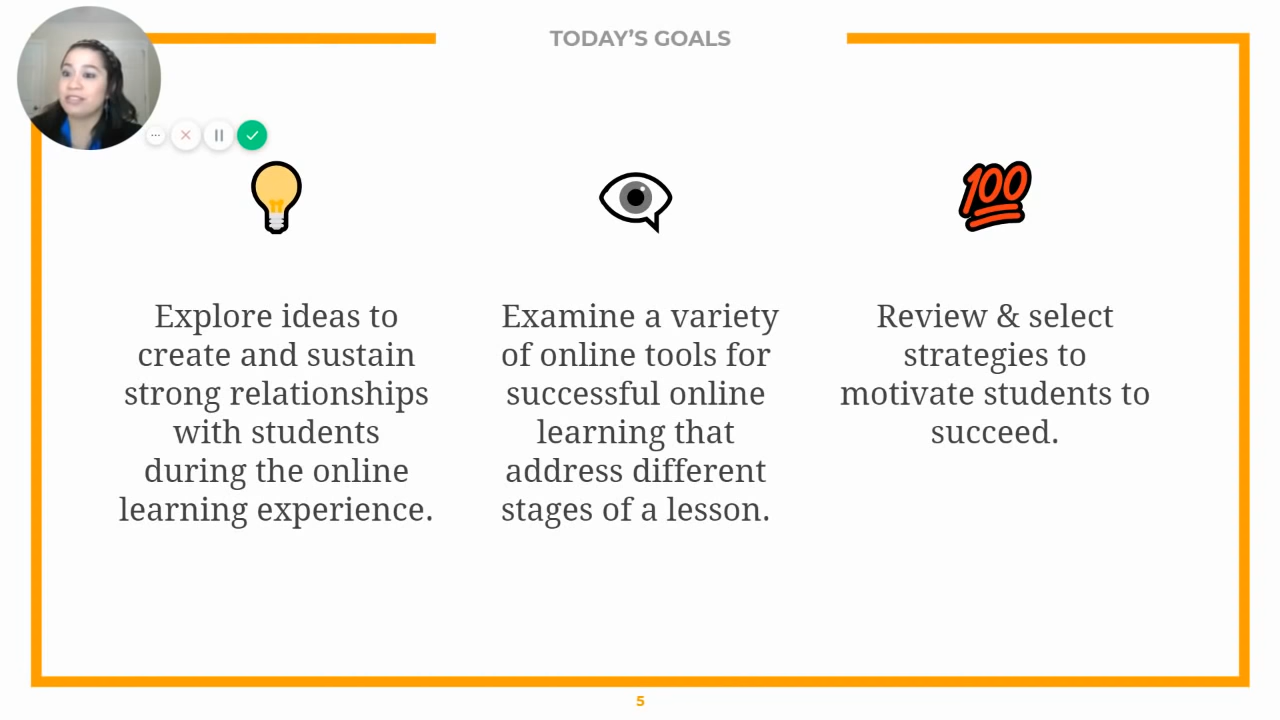 TODAY’S GOALS
💯
Explore ideas to
create and sustain
strong relationships
with students
during the online
learning experience.
Examine a variety
of online tools for
successful online
learning that
address different
stages of a lesson.
Review & select
strategies to
motivate students to
succeed.
5